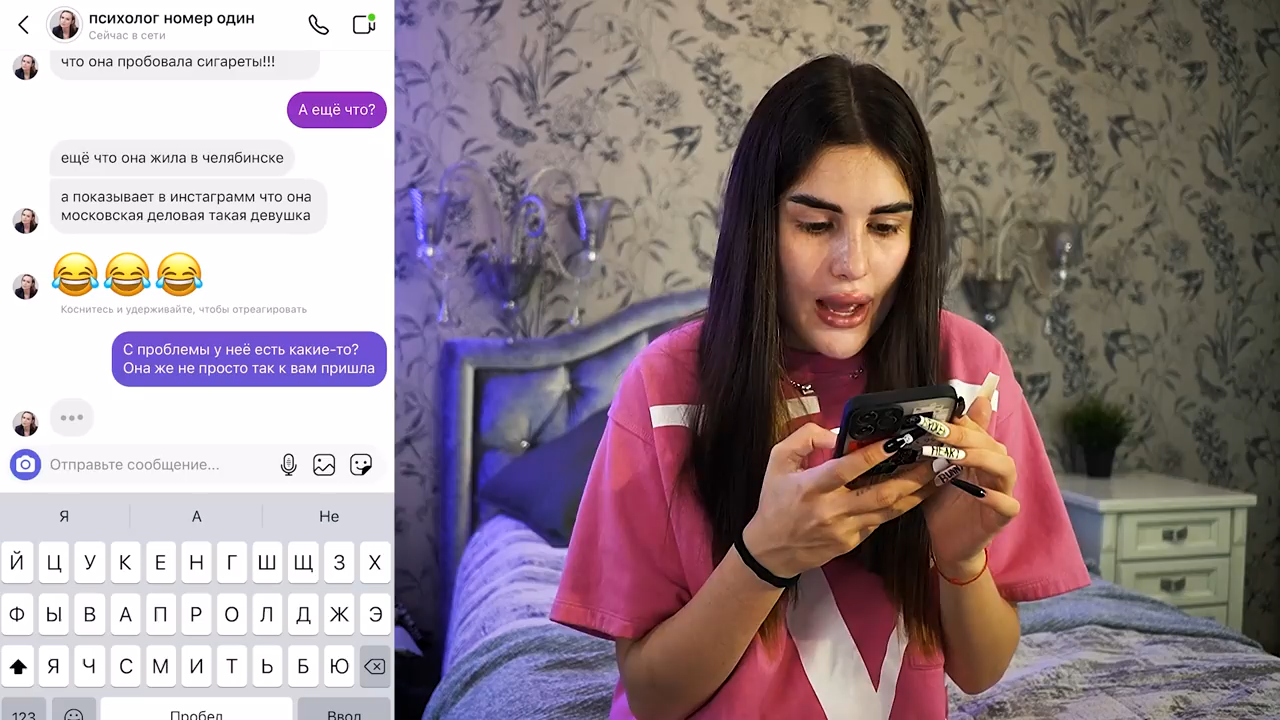 психолог номер один
Сейчас в сети
что она пробовала сигареты!!!
А ещё что?
ещё что она жила в челябинске
а показывает в инстаграмм что она
московская деловая такая девушка
Коснитесь и удерживайте, чтобы отреагировать
С проблемы у неё есть какие-то?
Она же не просто так к вам пришла
Отправьте сообщение...
Я А Не
Й Ц У К Е Н Г Ш Щ З Х
Ф Ы В А П Р О Л Д Ж Э
Я Ч С М И Т Ь Б Ю
123 Пробел Ввод
HEART